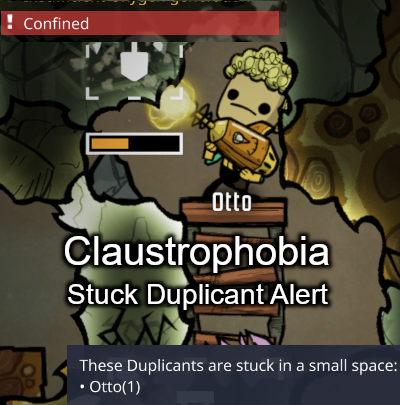 Confined
Otto
Claustrophobia
Stuck Duplicant Alert
These Duplicants are stuck in a small space:
• Otto(1)